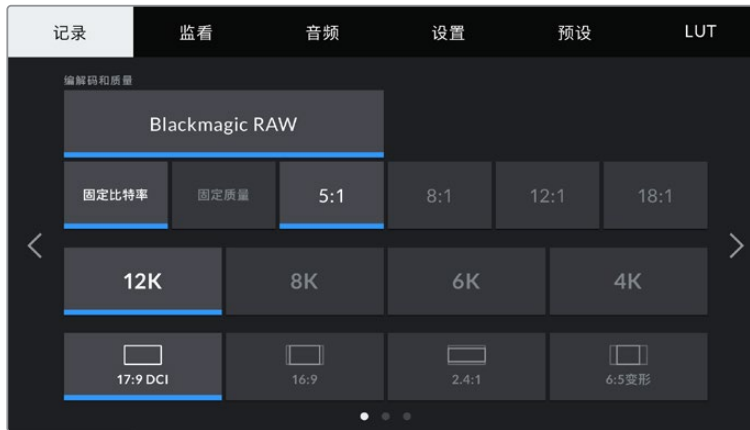 记录 监看 音频 设置 预设 LUT
编解码和质量
Blackmagic RAW
固定比特率 固定质量 5:1 8:1 12:1 18:1
12K 8K 6K 4K
17:9 DCI 16:9 2.4:1 6:5变形